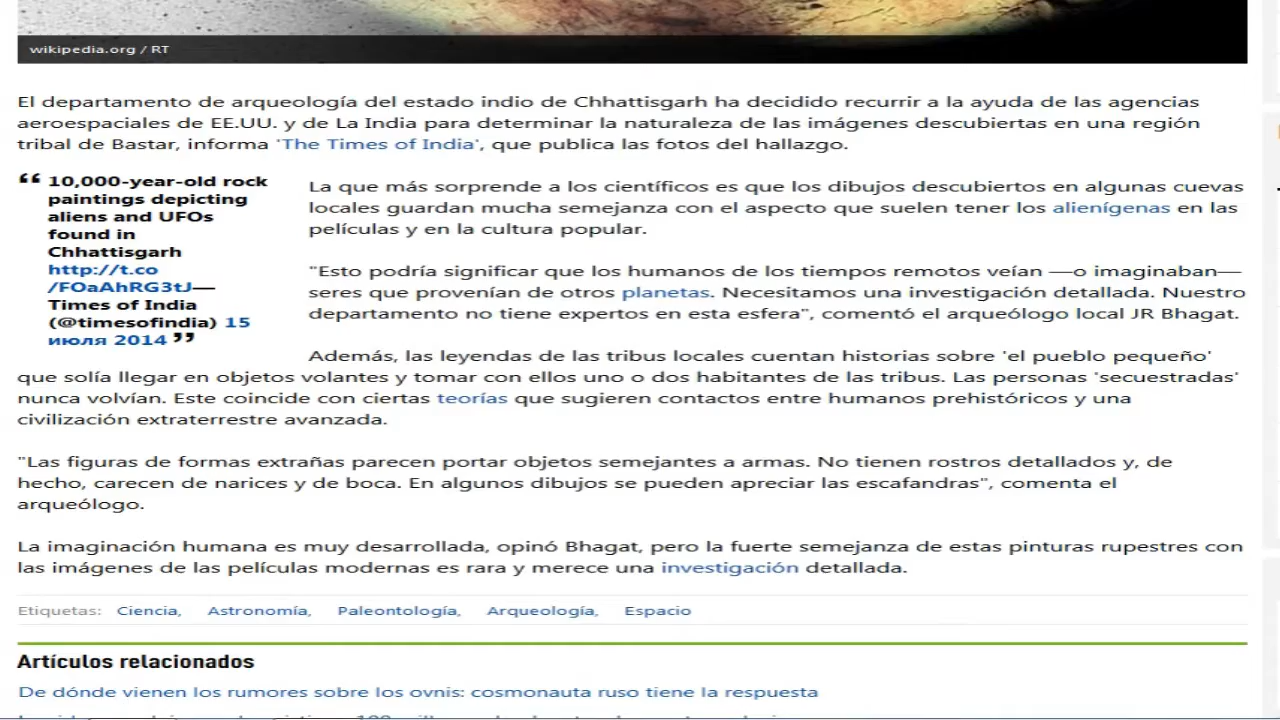 wikipedia.org / RT
El departamento de arqueología del estado indio de Chhattisgarh ha decidido recurrir a la ayuda de las agencias
aeroespaciales de EE.UU. y de La India para determinar la naturaleza de las imágenes descubiertas en una región
tribal de Bastar, informa 'The Times of India', que publica las fotos del hallazgo.
“ 10,000-year-old rock
paintings depicting
aliens and UFOs
found in
Chhattisgarh
http://t.co
/FOaAhRG3tJ—
Times of India
(@timesofindia) 15
июля 2014 ”
La que más sorprende a los científicos es que los dibujos descubiertos en algunas cuevas
locales guardan mucha semejanza con el aspecto que suelen tener los alienígenas en las
películas y en la cultura popular.
"Esto podría significar que los humanos de los tiempos remotos veían —o imaginaban—
seres que provenían de otros planetas. Necesitamos una investigación detallada. Nuestro
departamento no tiene expertos en esta esfera", comentó el arqueólogo local JR Bhagat.
Además, las leyendas de las tribus locales cuentan historias sobre 'el pueblo pequeño'
que solía llegar en objetos volantes y tomar con ellos uno o dos habitantes de las tribus. Las personas 'secuestradas'
nunca volvían. Este coincide con ciertas teorías que sugieren contactos entre humanos prehistóricos y una
civilización extraterrestre avanzada.
"Las figuras de formas extrañas parecen portar objetos semejantes a armas. No tienen rostros detallados y, de
hecho, carecen de narices y de boca. En algunos dibujos se pueden apreciar las escafandras", comenta el
arqueólogo.
La imaginación humana es muy desarrollada, opinó Bhagat, pero la fuerte semejanza de estas pinturas rupestres con
las imágenes de las películas modernas es rara y merece una investigación detallada.
Etiquetas: Ciencia, Astronomía, Paleontología, Arqueología, Espacio
Artículos relacionados
De dónde vienen los rumores sobre los ovnis: cosmonauta ruso tiene la respuesta